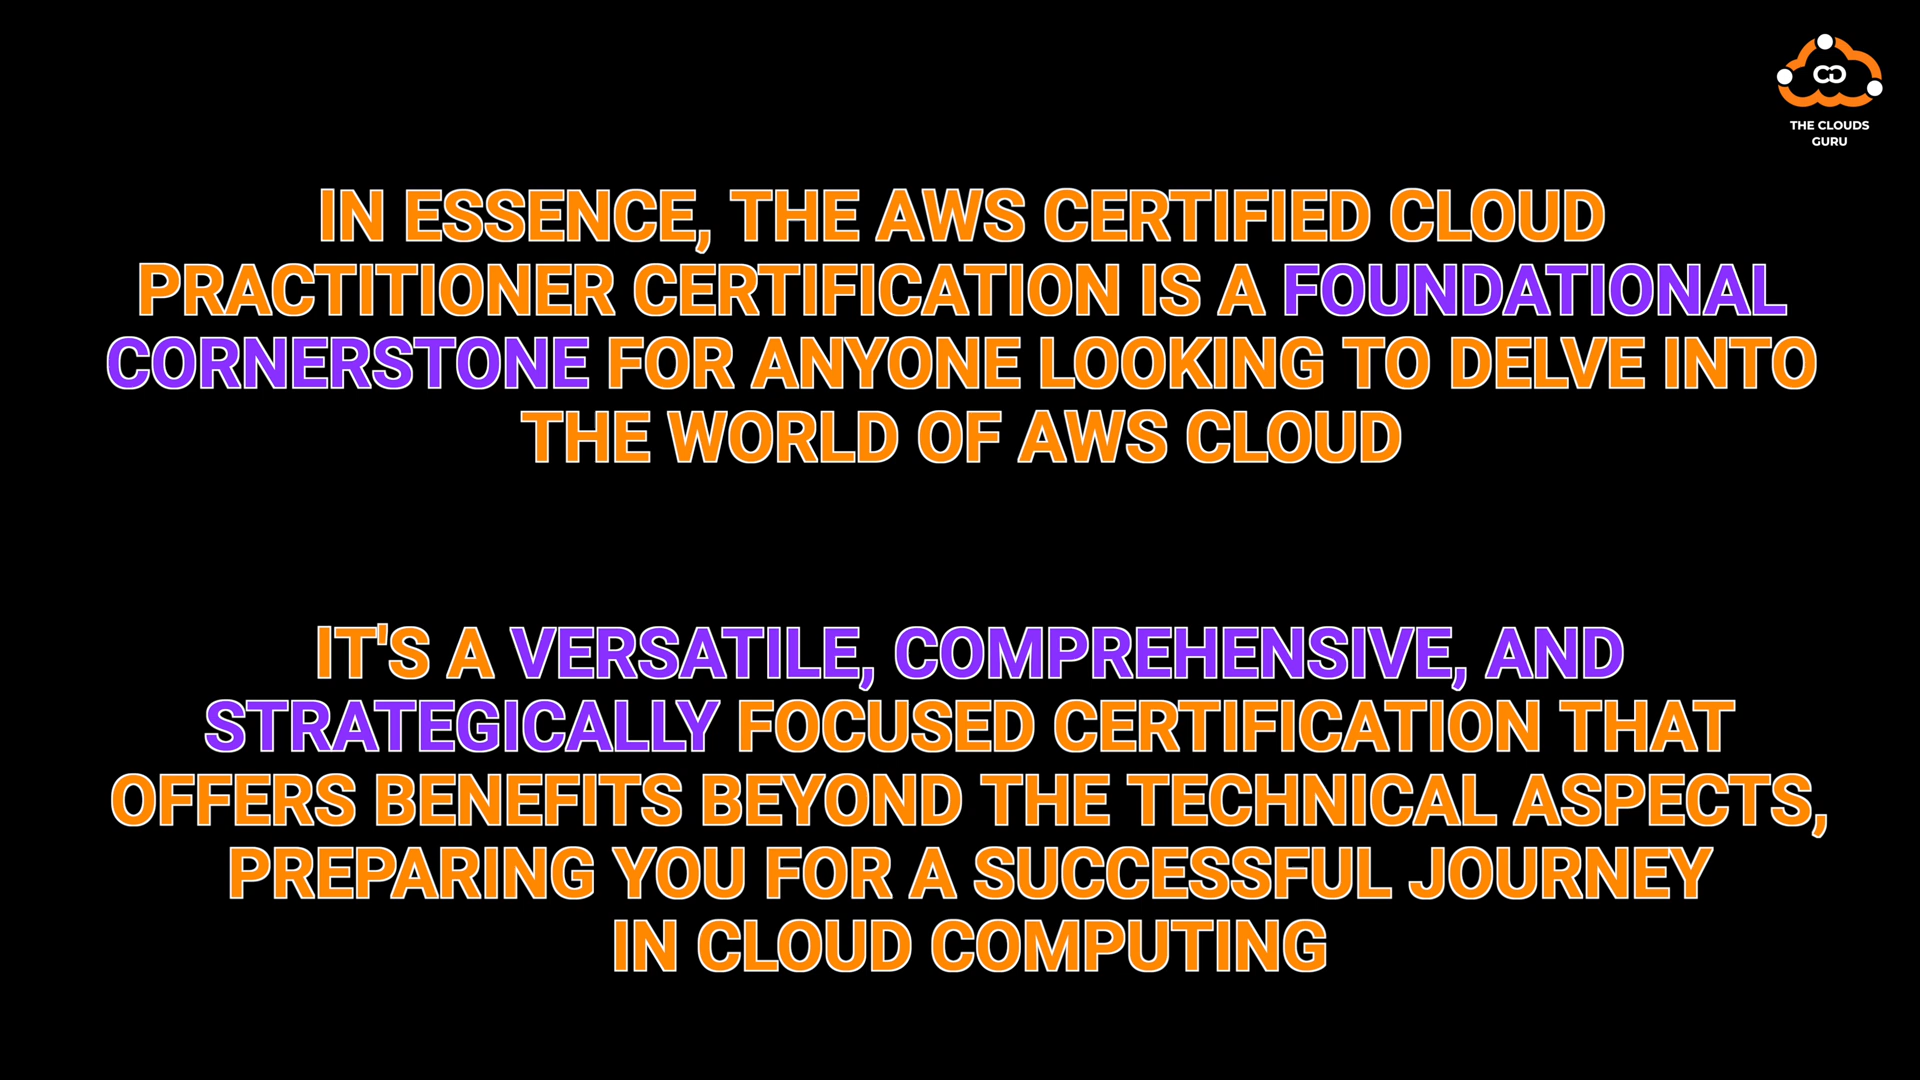 CG
THE CLOUDS
GURU
IN ESSENCE, THE AWS CERTIFIED CLOUD
PRACTITIONER CERTIFICATION IS A FOUNDATIONAL
CORNERSTONE FOR ANYONE LOOKING TO DELVE INTO
THE WORLD OF AWS CLOUD
IT'S A VERSATILE, COMPREHENSIVE, AND
STRATEGICALLY FOCUSED CERTIFICATION THAT
OFFERS BENEFITS BEYOND THE TECHNICAL ASPECTS,
PREPARING YOU FOR A SUCCESSFUL JOURNEY
IN CLOUD COMPUTING